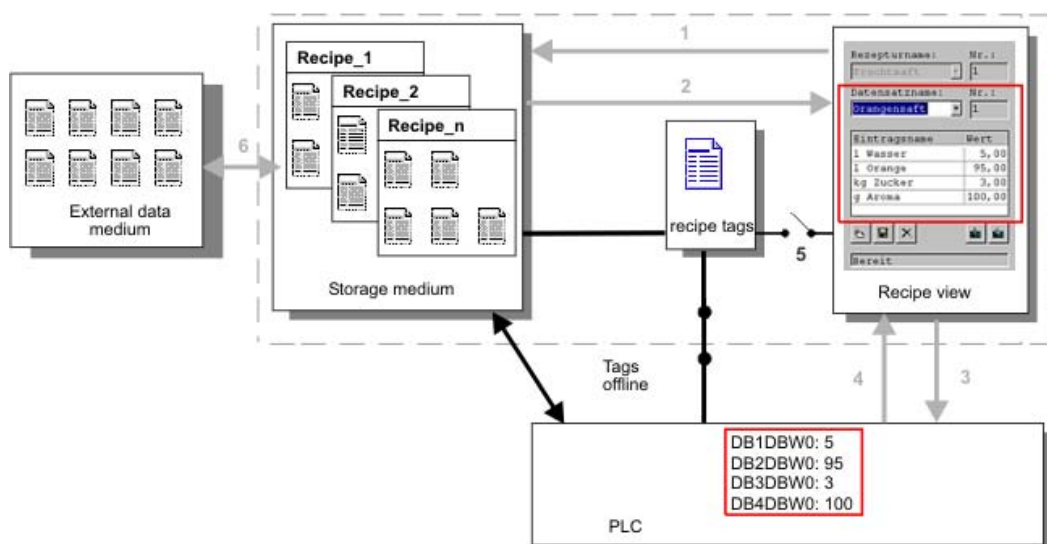 1
Recipe_1
Recipe_2
Recipe_n
2
6
External data
medium
Storage medium
recipe tags
5
Rezepturname:
Nr.:
Fruchtsaft
1
Datensatzname:
Nr.:
Orangensaft
1
Eintragsname
Wert
l Wasser
5,00
l Orange
95,00
kg Zucker
3,00
g Aroma
100,00
Bereit
Recipe view
Tags
offline
4
3
DB1DBW0: 5
DB2DBW0: 95
DB3DBW0: 3
DB4DBW0: 100
PLC